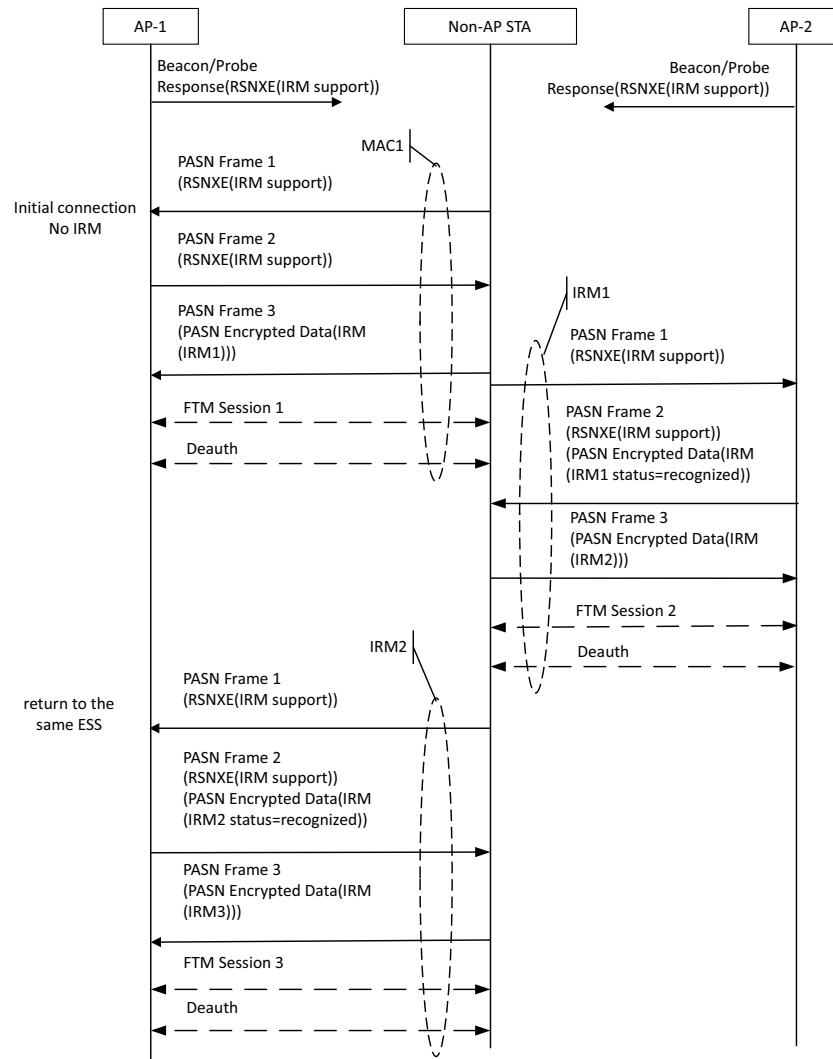 AP-1
Non-AP STA
AP-2
Beacon/Probe
Response(RSNXE(IRM support))
Beacon/Probe
Response(RSNXE(IRM support))
MAC1
PASN Frame 1
(RSNXE(IRM support))
Initial connection
No IRM
PASN Frame 2
(RSNXE(IRM support))
IRM1
PASN Frame 3
(PASN Encrypted Data(IRM
(IRM1)))
PASN Frame 1
(RSNXE(IRM support))
FTM Session 1
Deauth
PASN Frame 2
(RSNXE(IRM support))
(PASN Encrypted Data(IRM
(IRM1 status=recognized))
PASN Frame 3
(PASN Encrypted Data(IRM
(IRM2)))
FTM Session 2
Deauth
IRM2
PASN Frame 1
(RSNXE(IRM support))
return to the
same ESS
PASN Frame 2
(RSNXE(IRM support))
(PASN Encrypted Data(IRM
(IRM2 status=recognized))
PASN Frame 3
(PASN Encrypted Data(IRM
(IRM3)))
FTM Session 3
Deauth